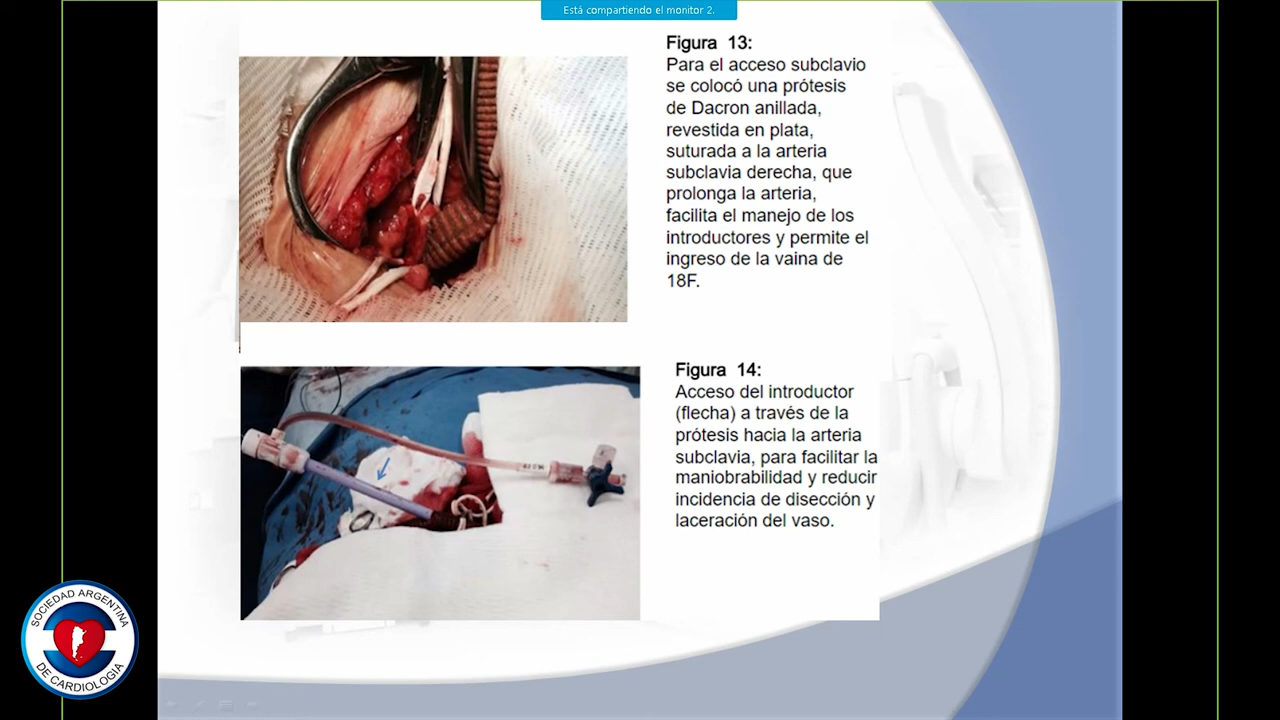 Está compartiendo el monitor 2.
Figura 13:
Para el acceso subclavio
se colocó una prótesis
de Dacron anillada,
revestida en plata,
suturada a la arteria
subclavia derecha, que
prolonga la arteria,
facilita el manejo de los
introductores y permite el
ingreso de la vaina de
18F.
Figura 14:
Acceso del introductor
(flecha) a través de la
prótesis hacia la arteria
subclavia, para facilitar la
maniobrabilidad y reducir
incidencia de disección y
laceración del vaso.
SOCIEDAD ARGENTINA
DE CARDIOLOGÍA